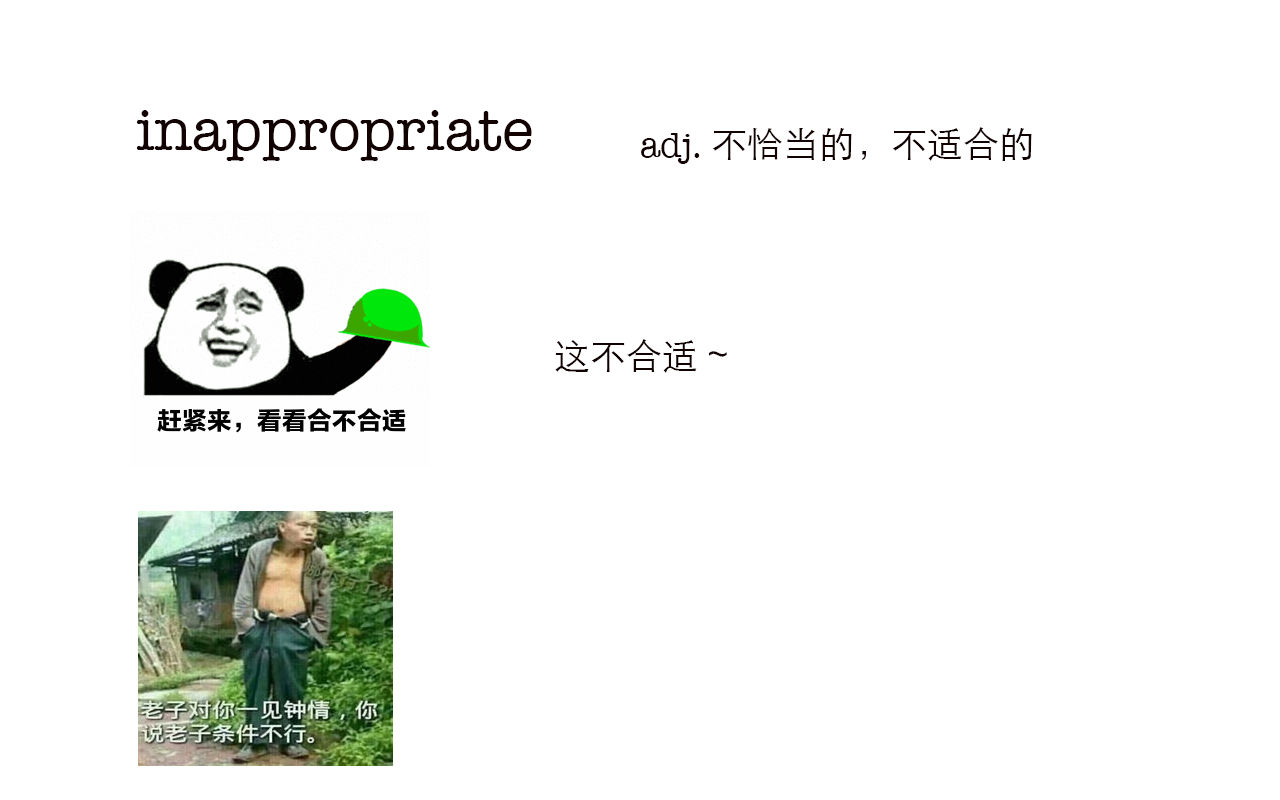 inappropriate
adj. 不恰当的，不适合的
赶紧来，看看合不合适
这不合适 ~
老子对你一见钟情，你
说老子条件不行。